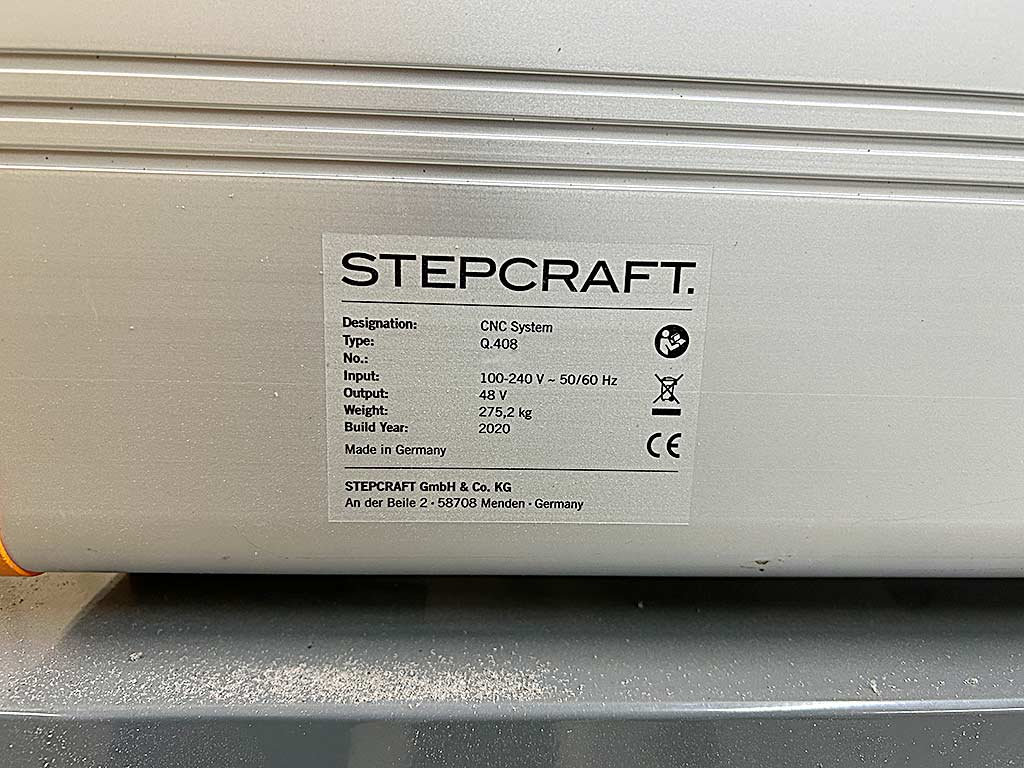 STEPCRAFT.
Designation: CNC System
Type: Q.408
No.:
Input: 100-240 V ~ 50/60 Hz
Output: 48 V
Weight: 275,2 kg
Build Year: 2020
Made in Germany
CE
STEPCRAFT GmbH & Co. KG
An der Beile 2 · 58708 Menden · Germany